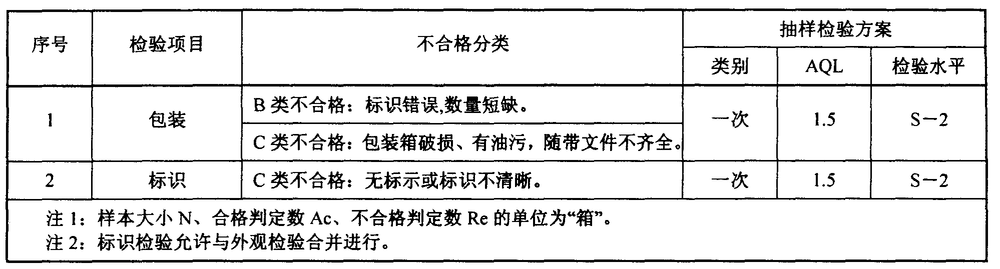 序号 检验项目 不合格分类 抽样检验方案
类别 AQL 检验水平
1 包装 B 类不合格：标识错误,数量短缺。 一次 1.5 S－2
C 类不合格：包装箱破损、有油污，随带文件不齐全。
2 标识 C 类不合格：无标示或标识不清晰。 一次 1.5 S－2
注 1：样本大小 N、合格判定数 Ac、不合格判定数 Re 的单位为“箱”。
注 2：标识检验允许与外观检验合并进行。